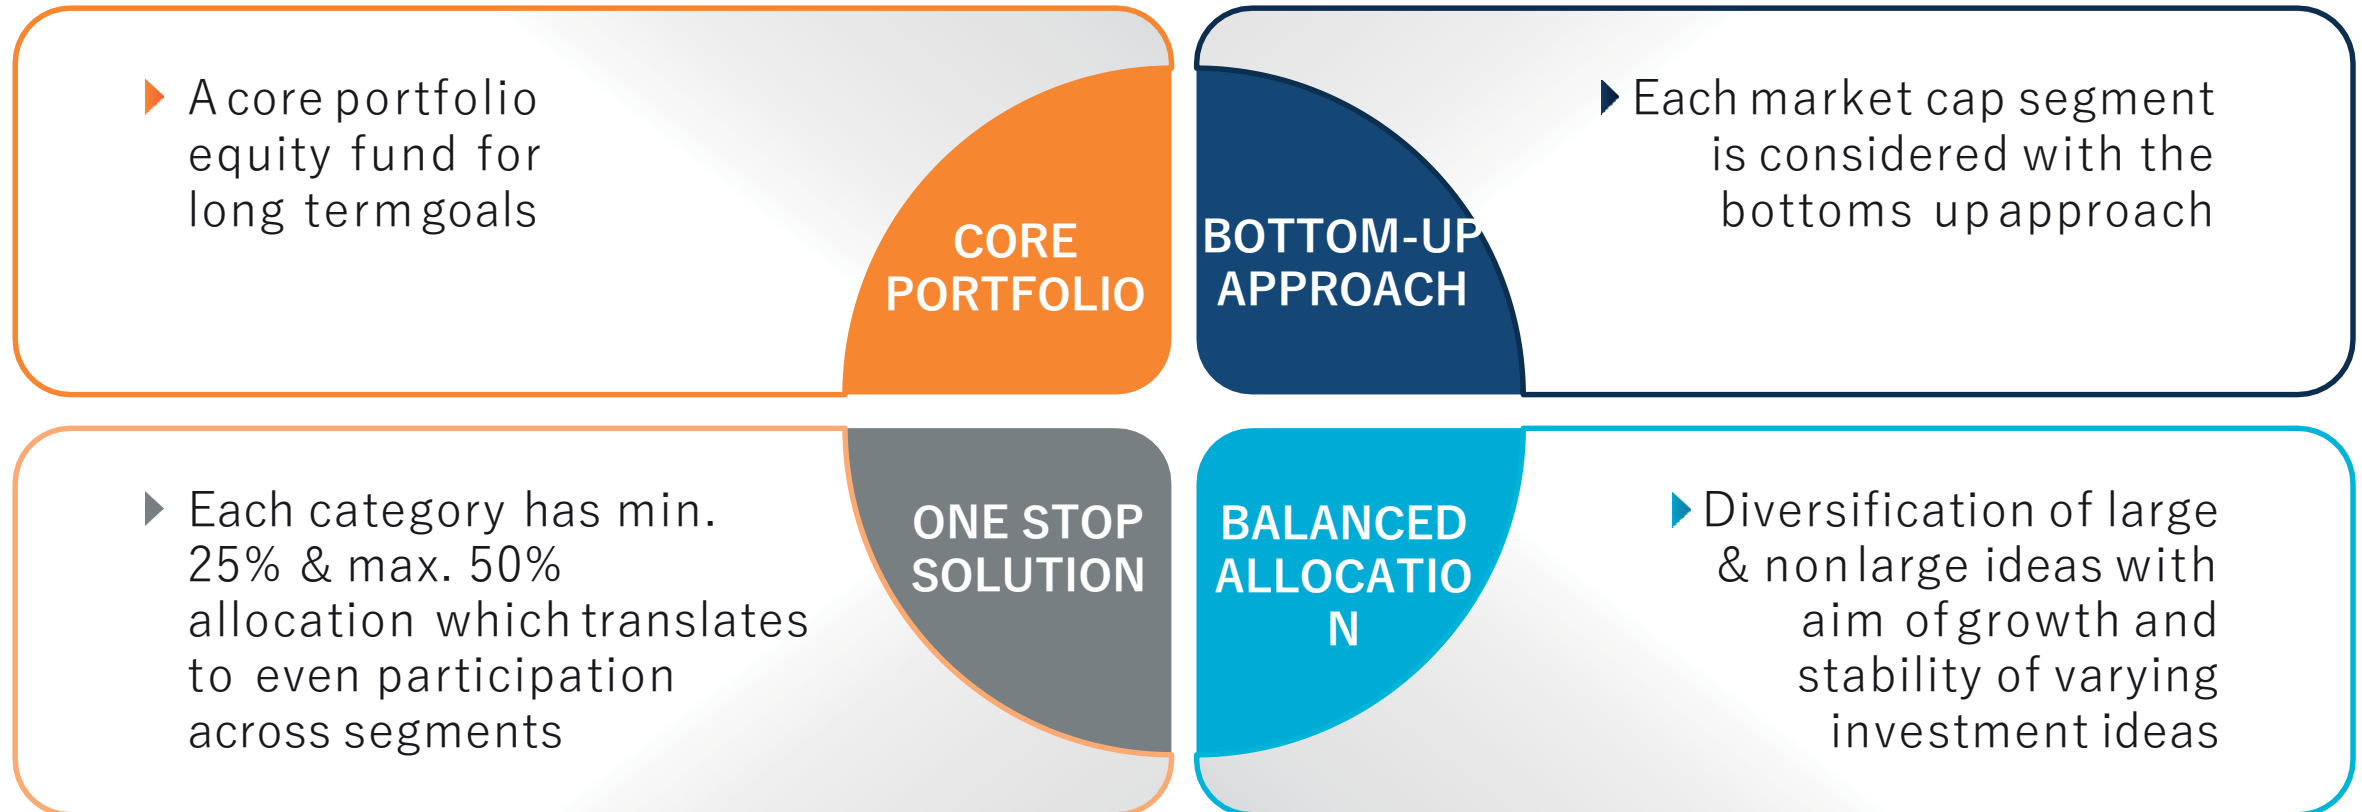 A core portfolio
equity fund for
long term goals
CORE
PORTFOLIO
BOTTOM-UP
APPROACH
Each market cap segment
is considered with the
bottoms up approach
Each category has min.
25% & max. 50%
allocation which translates
to even participation
across segments
ONE STOP
SOLUTION
BALANCED
ALLOCATIO
N
Diversification of large
& non large ideas with
aim of growth and
stability of varying
investment ideas